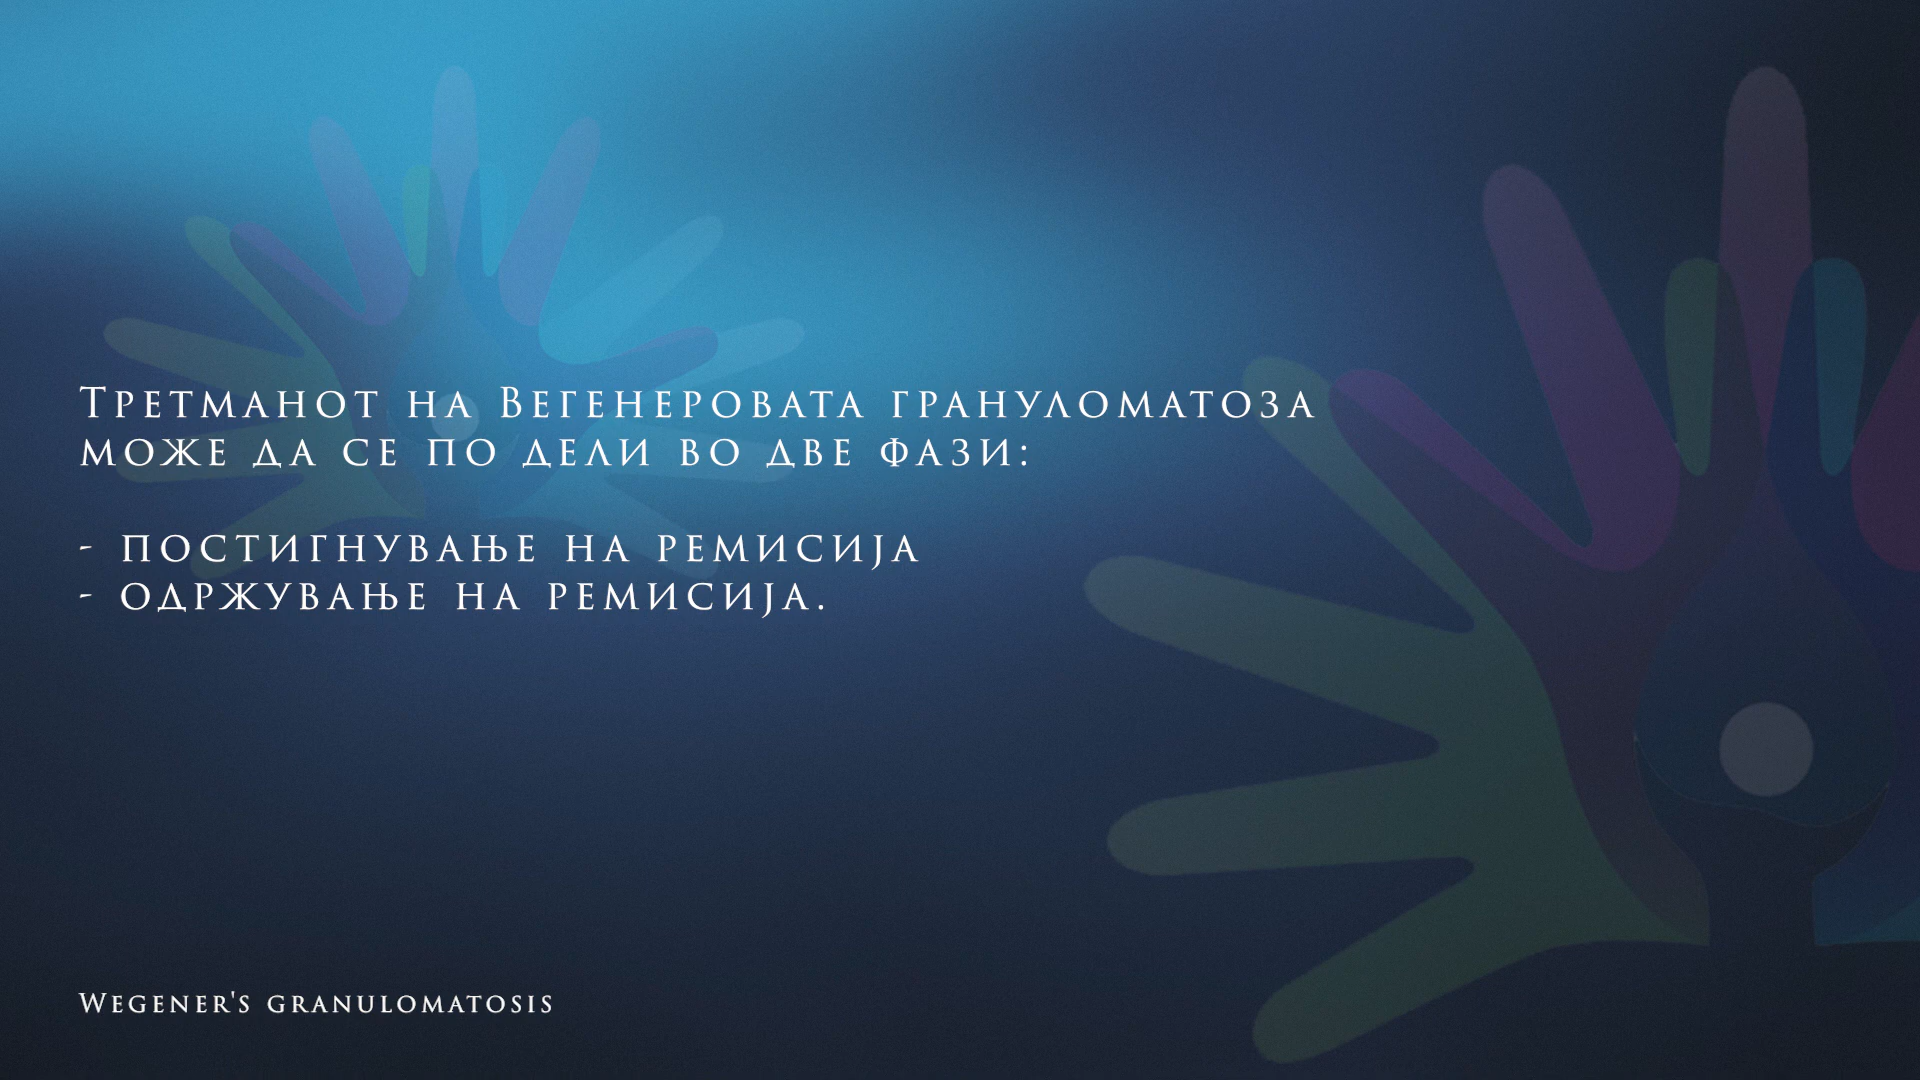 Третманот на Вегенеровата грануломатоза
може да се по дели во две фази:
- постигнување на ремисија
- одржување на ремисија.
Wegener's granulomatosis